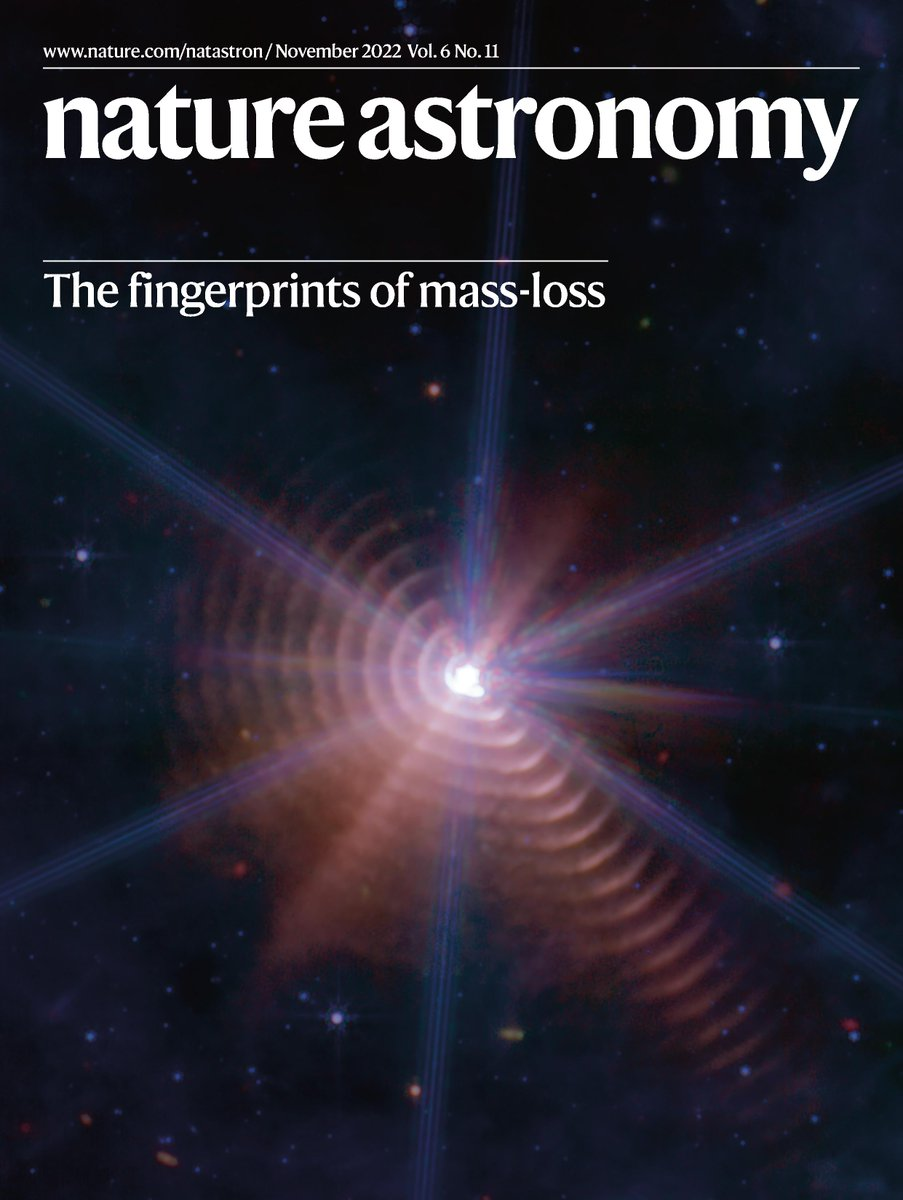 www.nature.com/natastron / November 2022 Vol. 6 No. 11
nature astronomy
The fingerprints of mass-loss